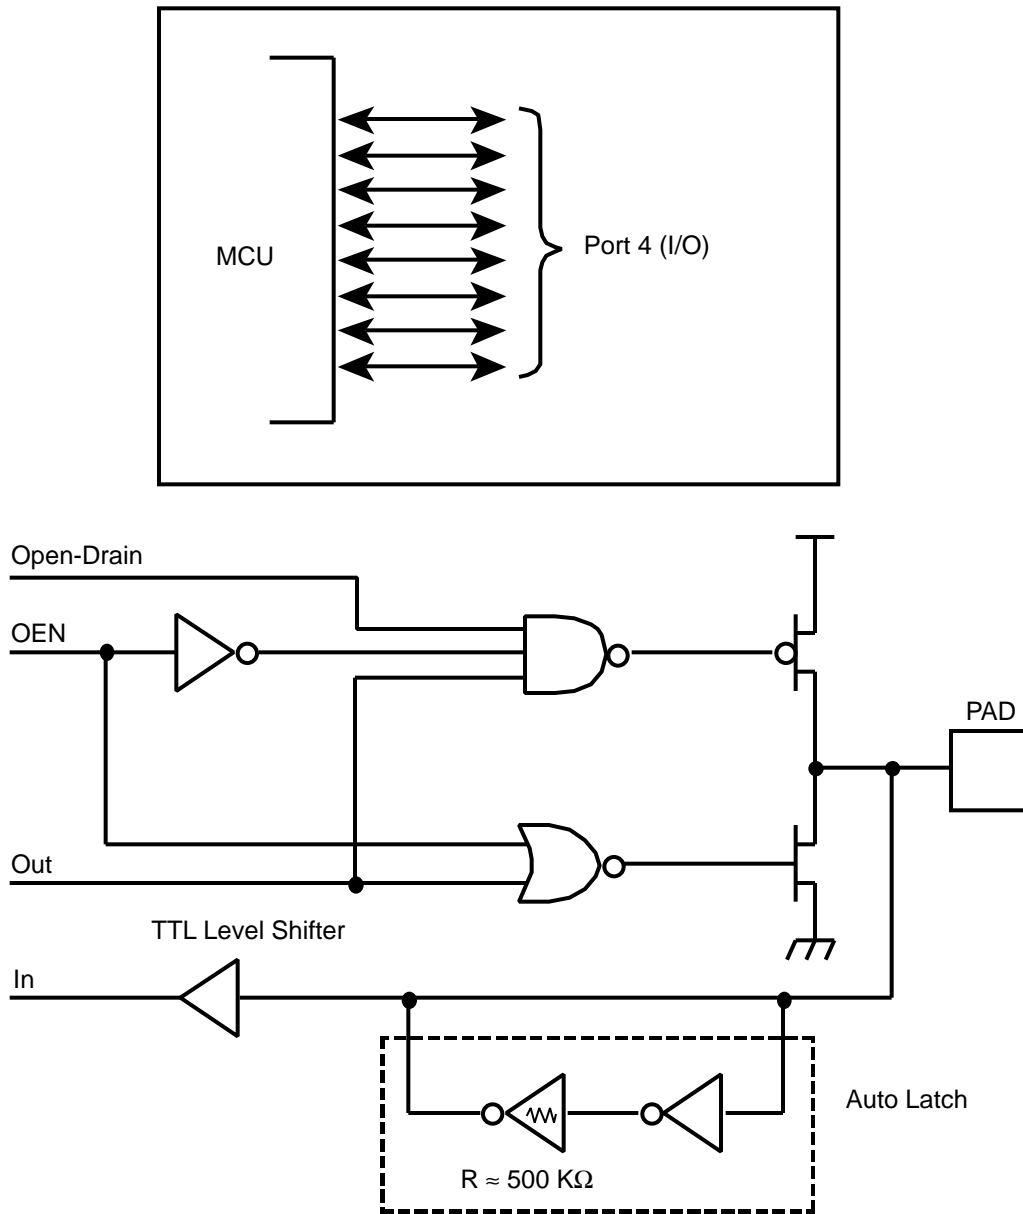 MCU
Port 4 (I/O)
Open-Drain
OEN
PAD
Out
TTL Level Shifter
In
Auto Latch
R ≈ 500 KΩ